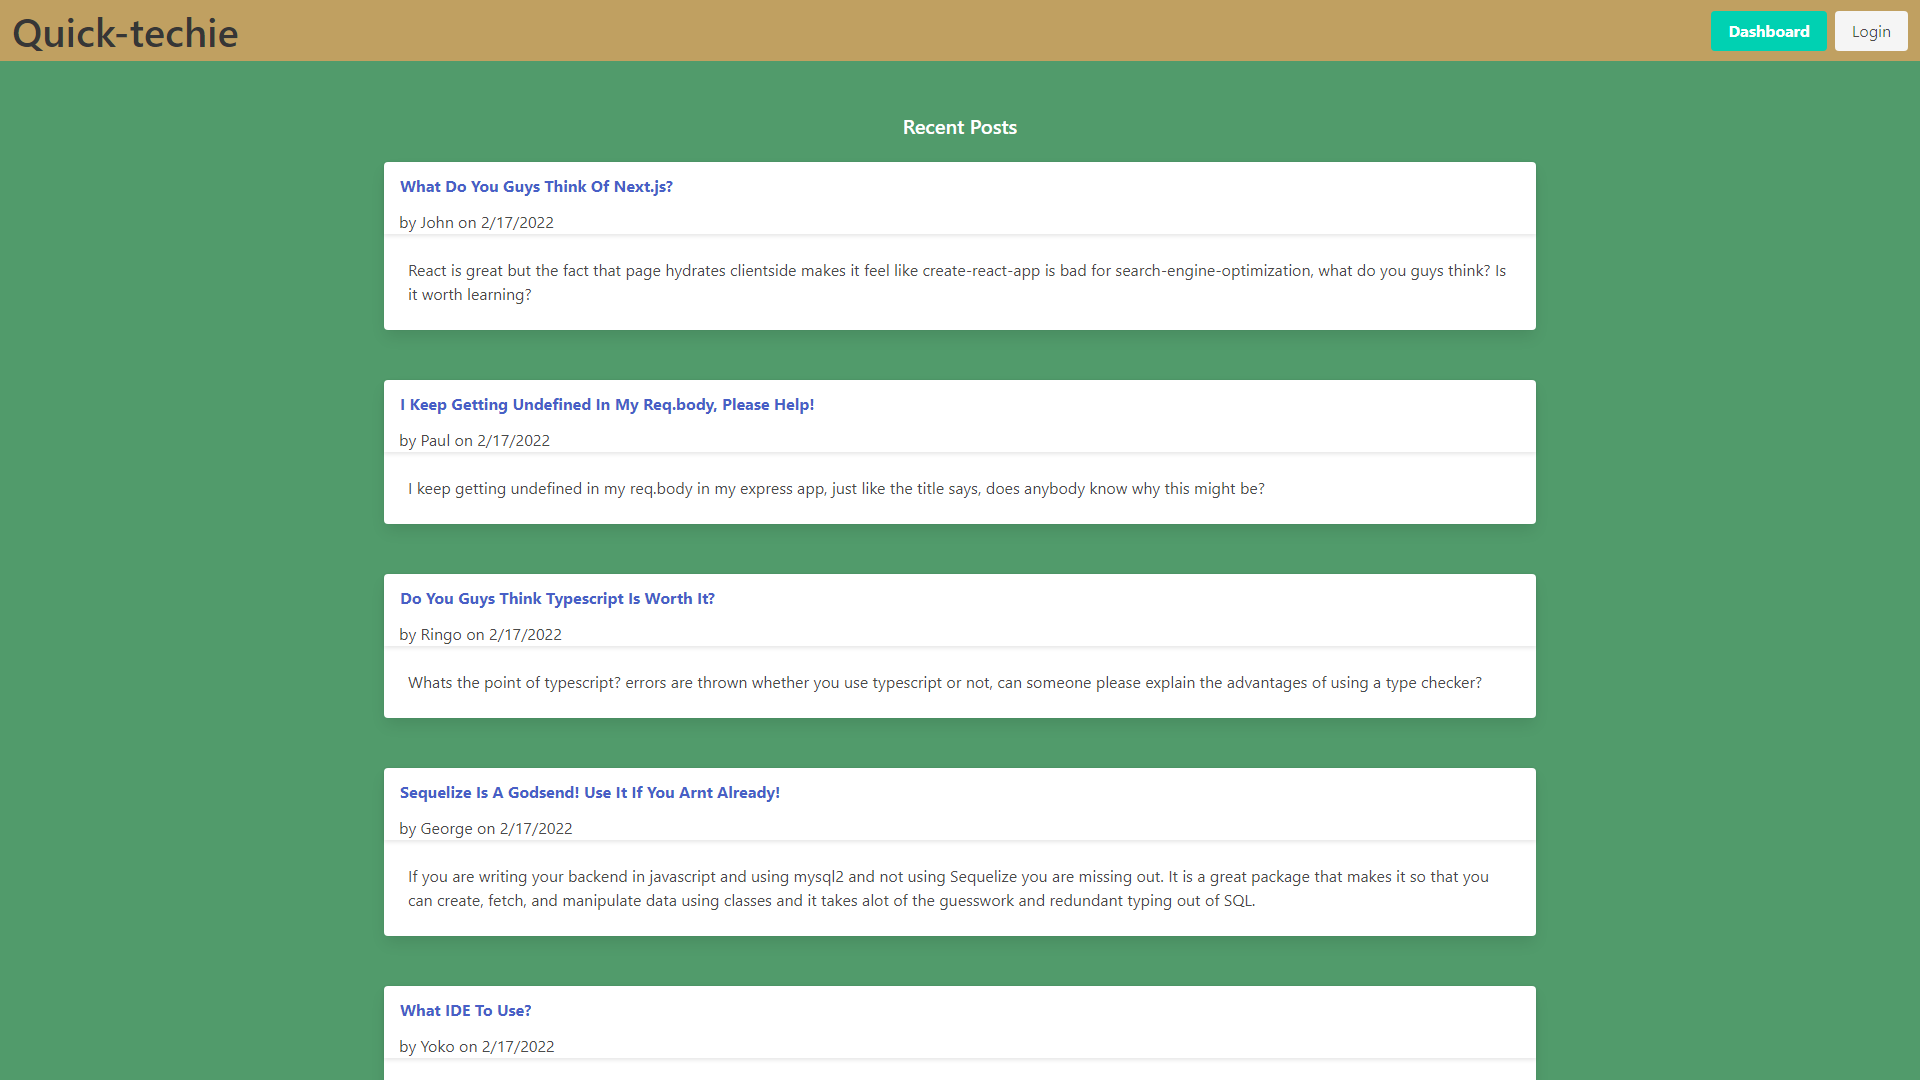 Quick-techie
Dashboard
Login
Recent Posts
What Do You Guys Think Of Next.js?
by John on 2/17/2022
React is great but the fact that page hydrates clientside makes it feel like create-react-app is bad for search-engine-optimization, what do you guys think? Is
it worth learning?
I Keep Getting Undefined In My Req.body, Please Help!
by Paul on 2/17/2022
I keep getting undefined in my req.body in my express app, just like the title says, does anybody know why this might be?
Do You Guys Think Typescript Is Worth It?
by Ringo on 2/17/2022
Whats the point of typescript? errors are thrown whether you use typescript or not, can someone please explain the advantages of using a type checker?
Sequelize Is A Godsend! Use It If You Arnt Already!
by George on 2/17/2022
If you are writing your backend in javascript and using mysql2 and not using Sequelize you are missing out. It is a great package that makes it so that you
can create, fetch, and manipulate data using classes and it takes alot of the guesswork and redundant typing out of SQL.
What IDE To Use?
by Yoko on 2/17/2022